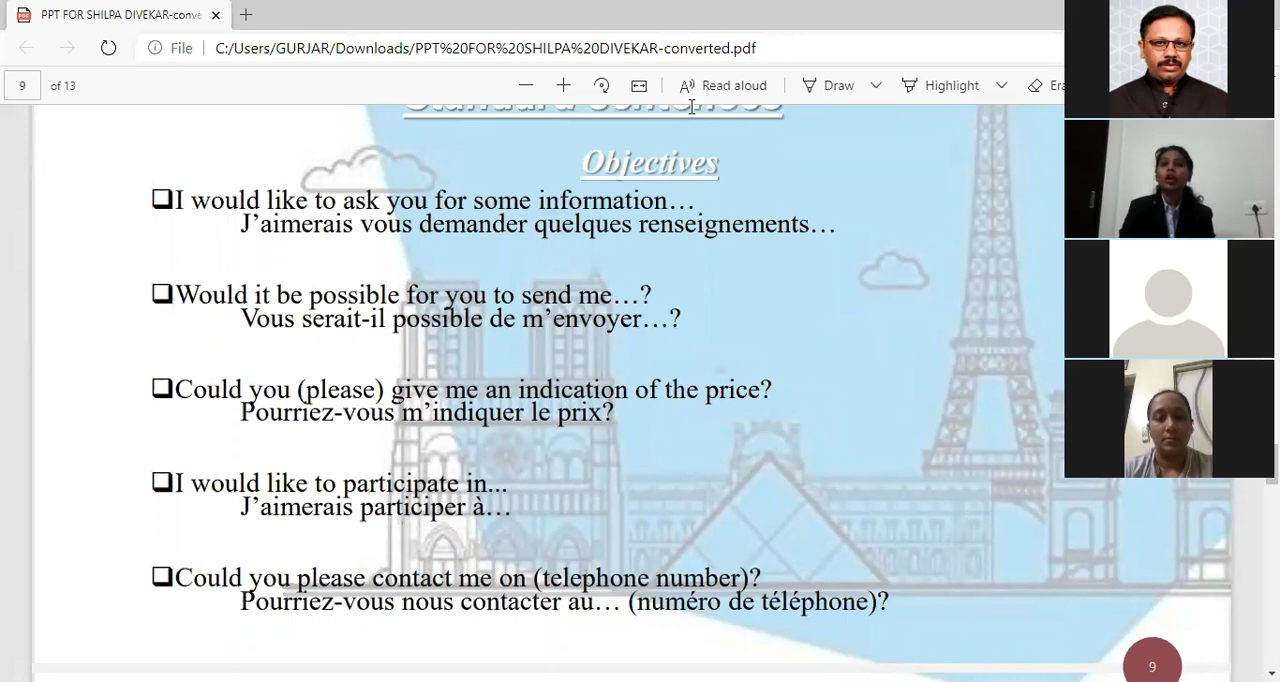 PPT FOR SHILPA DIVEKAR-conve
File
C:/Users/GURJAR/Downloads/PPT%20FOR%20SHILPA%20DIVEKAR-converted.pdf
9 of 13
Read aloud
Draw
Highlight
Era
Standard Sentences
Objectives
❑I would like to ask you for some information…
J’aimerais vous demander quelques renseignements…
❑Would it be possible for you to send me…?
Vous serait-il possible de m’envoyer…?
❑Could you (please) give me an indication of the price?
Pourriez-vous m’indiquer le prix?
❑I would like to participate in...
J’aimerais participer à…
❑Could you please contact me on (telephone number)?
Pourriez-vous nous contacter au… (numéro de téléphone)?
9